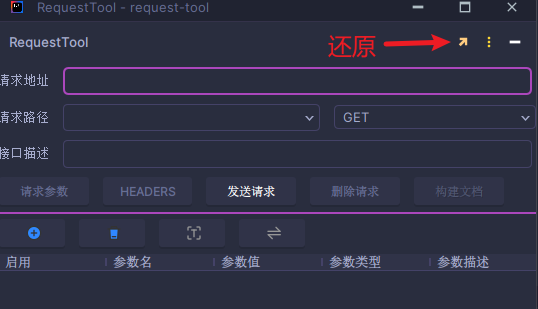 RequestTool - request-tool
RequestTool
还原
请求地址
请求路径 GET
接口描述
请求参数 HEADERS 发送请求 删除请求 构建文档
启用 参数名 参数值 参数类型 参数描述